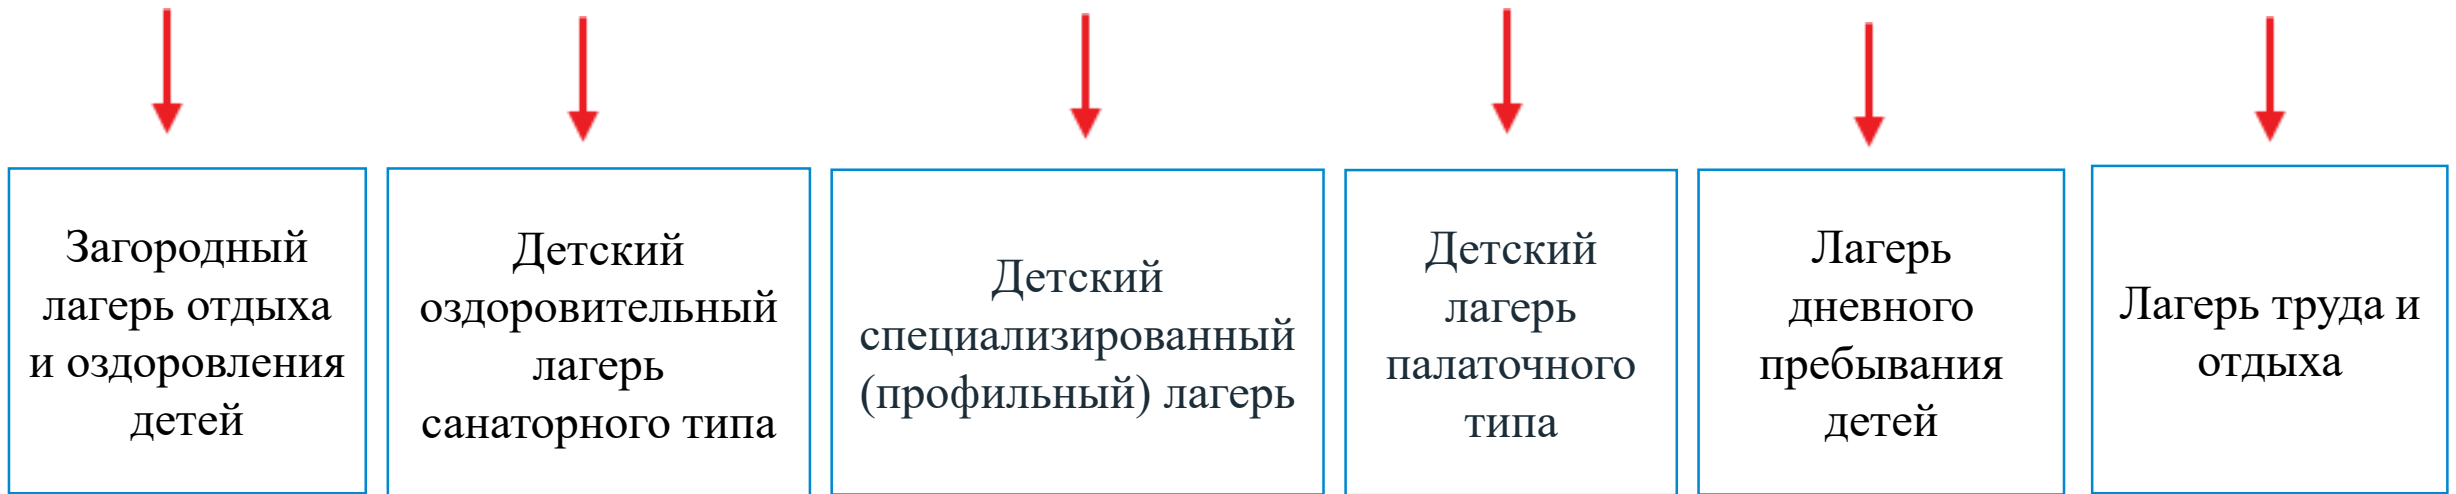 Загородный
лагерь отдыха
и оздоровления
детей
Детский
оздоровительный
лагерь
санаторного типа
Детский
специализированный
(профильный) лагерь
Детский
лагерь
палаточного
типа
Лагерь
дневного
пребывания
детей
Лагерь труда и
отдыха